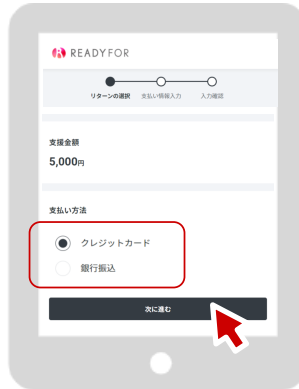 READYFOR
リターンの選択 支払い情報入力 入力確認
支援金額
5,000円
支払い方法
クレジットカード
銀行振込
次に進む